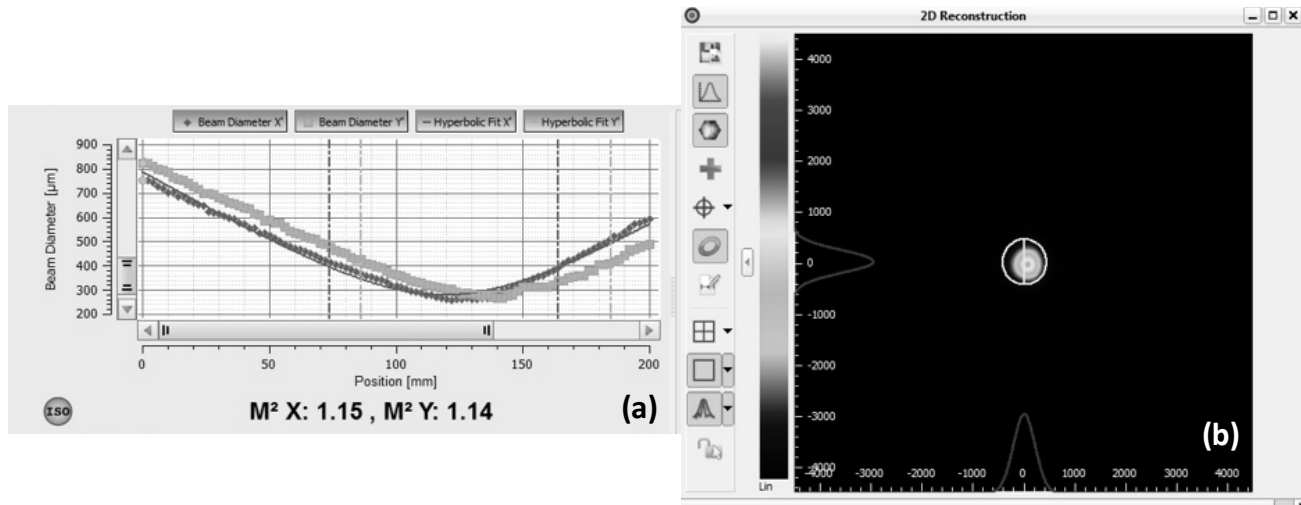 Beam Diameter X' Beam Diameter Y' Hyperbolic Fit X' Hyperbolic Fit Y'
Beam Diameter [µm]
900
800
700
600
500
400
300
200
0 50 100 150 200
Position [mm]
ISO
M² X: 1.15 , M² Y: 1.14
(a)
2D Reconstruction
4000
3000
2000
1000
0
-1000
-2000
-3000
-4000
-4000 -3000 -2000 -1000 0 1000 2000 3000 4000
Lin
(b)